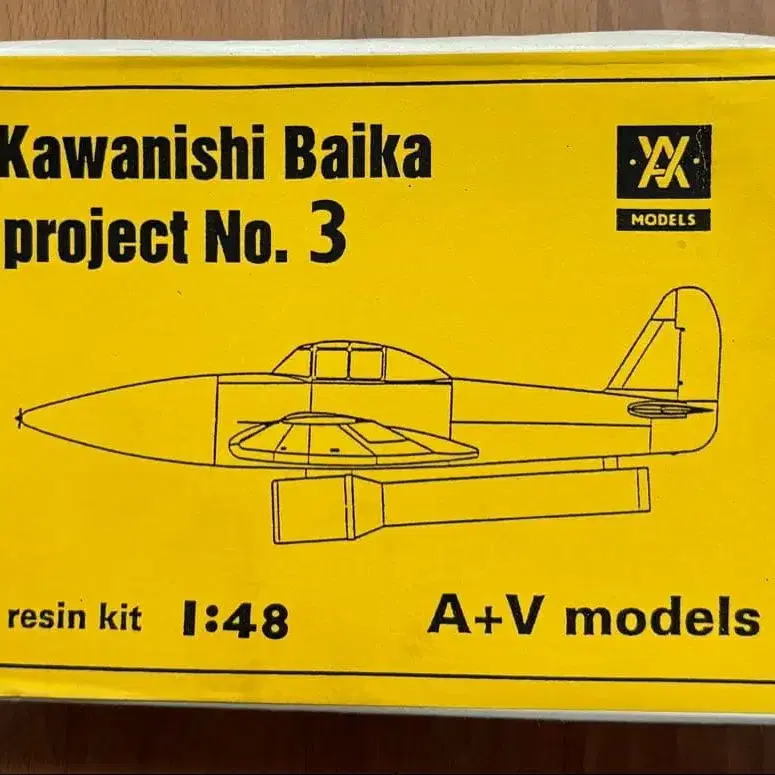 Kawanishi Baika
project No. 3
MODELS
resin kit 1:48
A+V models